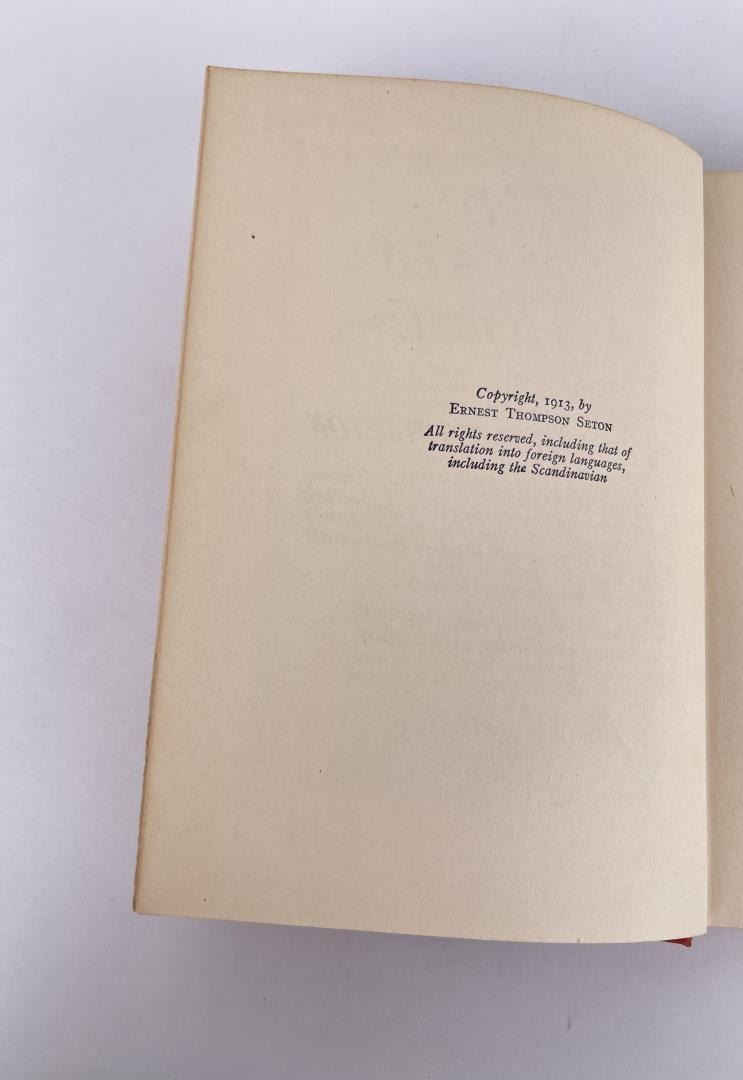 Copyright, 1913, by
ERNEST THOMPSON SETON
All rights reserved, including that of
translation into foreign languages,
including the Scandinavian